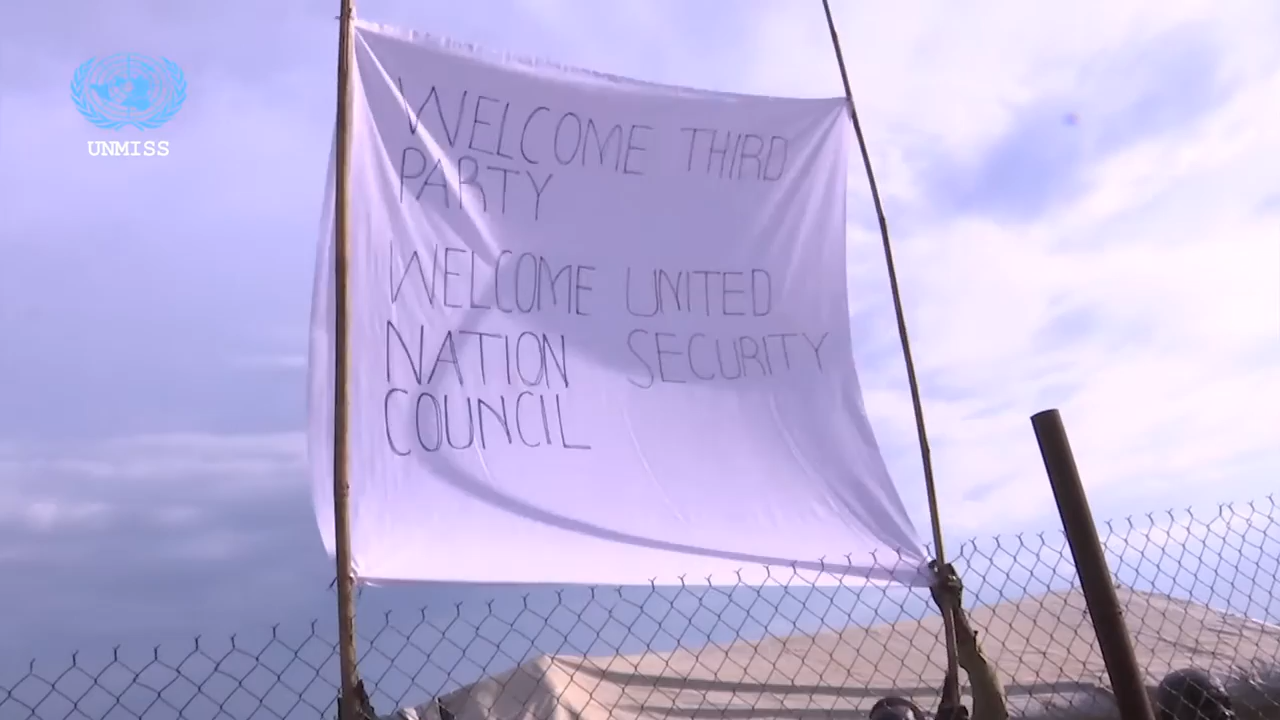 UNMISS
WELCOME THIRD
PARTY
WELCOME UNITED
NATION SECURITY
COUNCIL